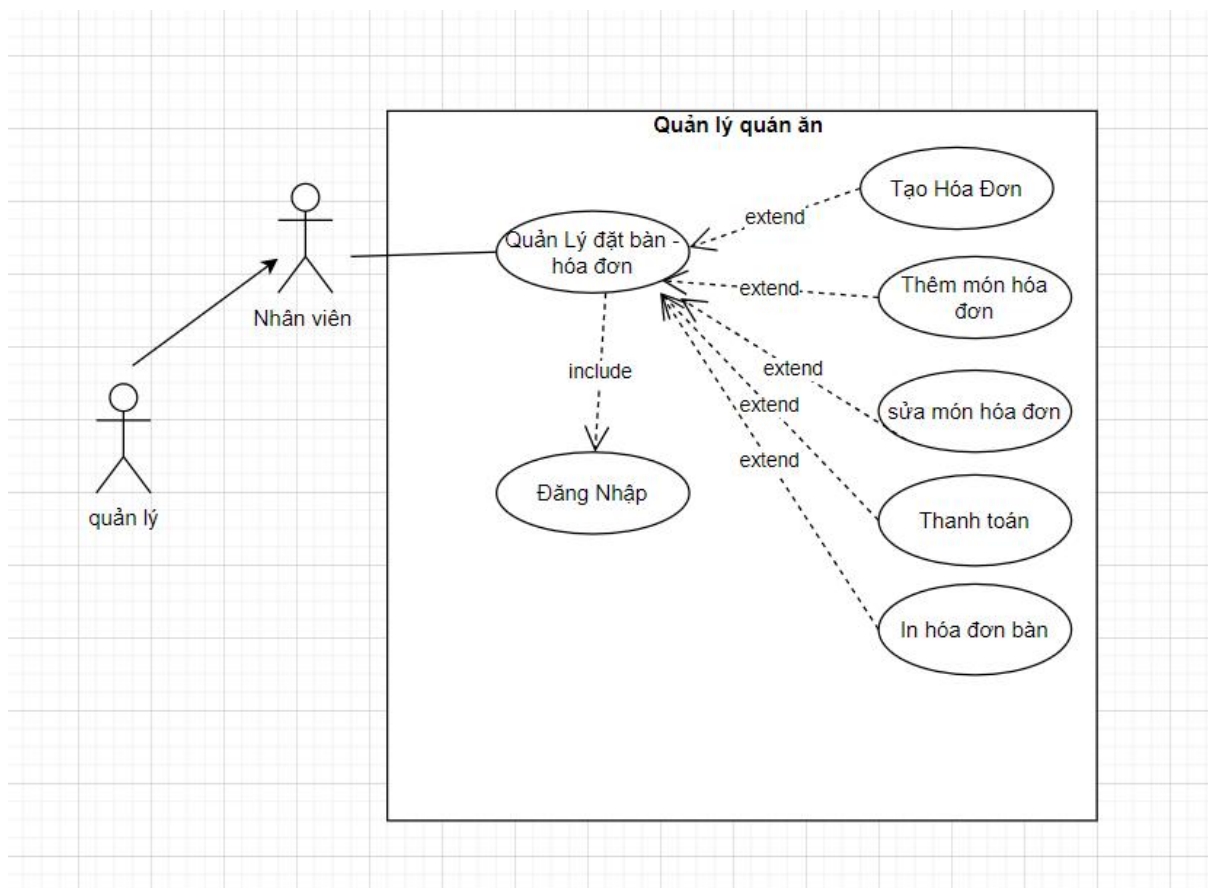 Quản lý quán ăn
Tạo Hóa Đơn
extend
Quản Lý đặt bàn -
hóa đơn
Thêm món hóa
đơn
extend
Nhân viên
include
extend
sửa món hóa đơn
extend
extend
Đăng Nhập
quản lý
Thanh toán
In hóa đơn bàn